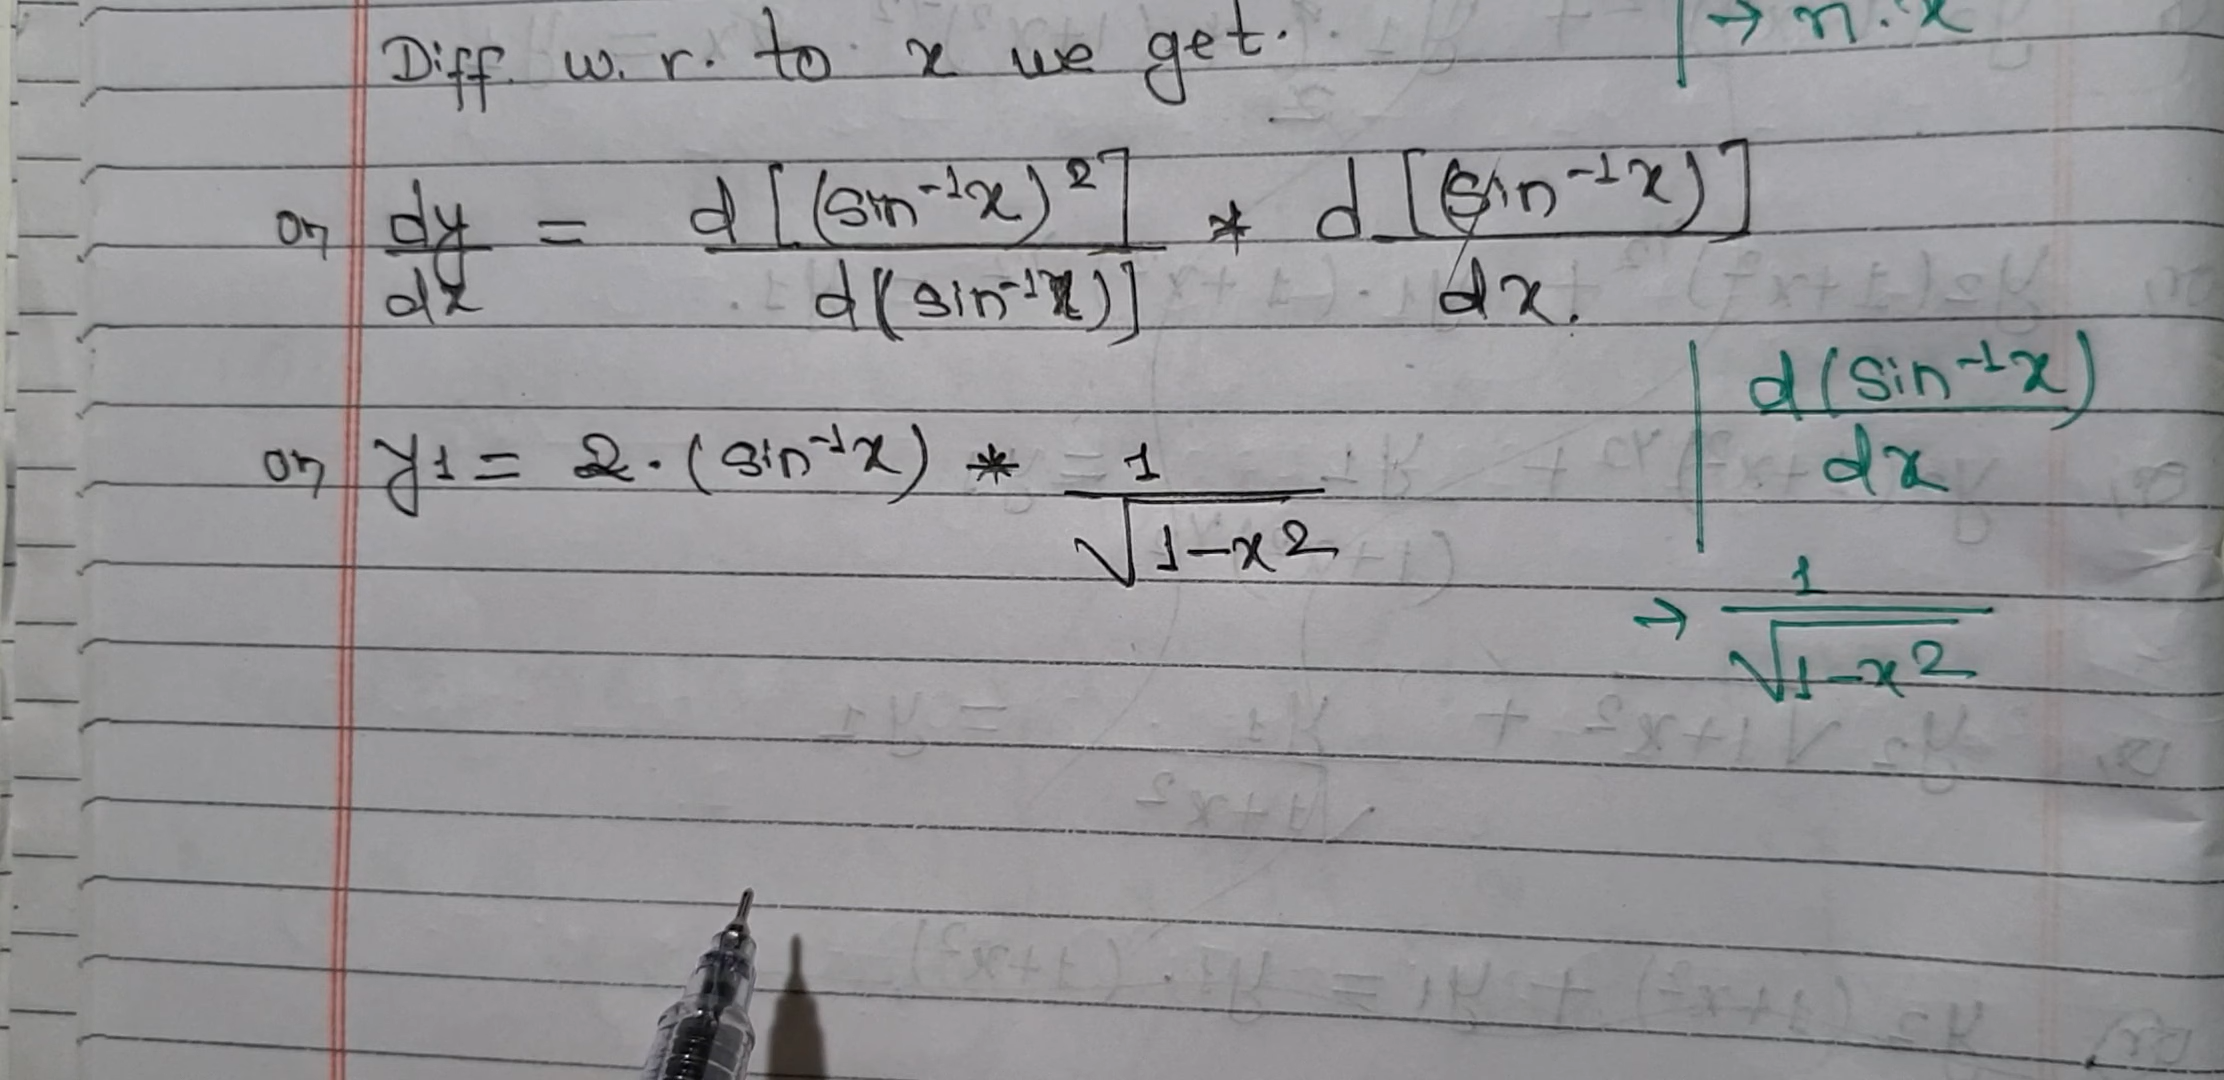 → n.x
Diff. w. r. to x we get.
or dy/dx = d[(sin⁻¹x)²]/d(sin⁻¹x)] * d[(sin⁻¹x)]/dx.
or y1 = 2.(sin⁻¹x) * 1/√1-x²
d(sin⁻¹x)/dx
→ 1/√1-x²